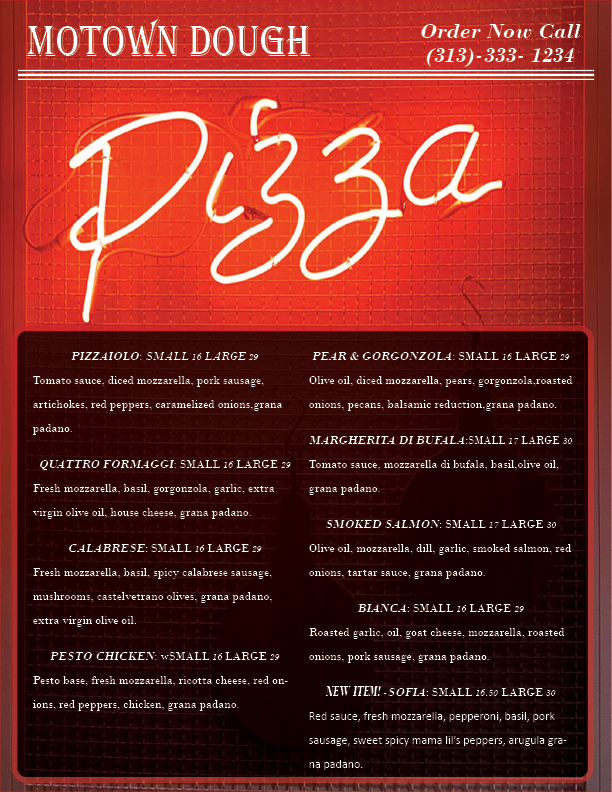 MOTOWN DOUGH
Order Now Call
(313)-333- 1234
Pizza
PIZZAIOLO: SMALL 16 LARGE 29
Tomato sauce, diced mozzarella, pork sausage,
artichokes, red peppers, caramelized onions,grana
padano.
QUATTRO FORMAGGI: SMALL 16 LARGE 29
Fresh mozzarella, basil, gorgonzola, garlic, extra
virgin olive oil, house cheese, grana padano.
CALABRESE: SMALL 16 LARGE 29
Fresh mozzarella, basil, spicy calabrese sausage,
mushrooms, castelvetrano olives, grana padano,
extra virgin olive oil.
PESTO CHICKEN: wSMALL 16 LARGE 29
Pesto base, fresh mozzarella, ricotta cheese, red on-
ions, red peppers, chicken, grana padano.
PEAR & GORGONZOLA: SMALL 16 LARGE 29
Olive oil, diced mozzarella, pears, gorgonzola,roasted
onions, pecans, balsamic reduction,grana padano.
MARGHERITA DI BUFALA:SMALL 17 LARGE 30
Tomato sauce, mozzarella di bufala, basil,olive oil,
grana padano.
SMOKED SALMON: SMALL 17 LARGE 30
Olive oil, mozzarella, dill, garlic, smoked salmon, red
onions, tartar sauce, grana padano.
BIANCA: SMALL 16 LARGE 29
Roasted garlic, oil, goat cheese, mozzarella, roasted
onions, pork sausage, grana padano.
NEW ITEM! - SOFIA: SMALL 16.50 LARGE 30
Red sauce, fresh mozzarella, pepperoni, basil, pork
sausage, sweet spicy mama lil's peppers, arugula gra-
na padano.